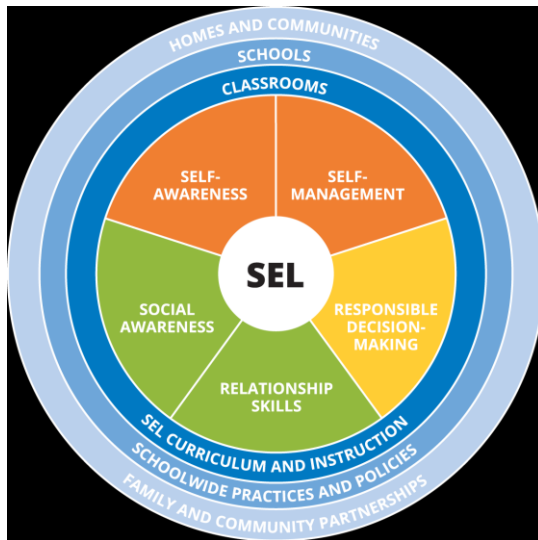 HOMES AND COMMUNITIES
SCHOOLS
CLASSROOMS
SELF-
AWARENESS
SELF-
MANAGEMENT
SEL
SOCIAL
AWARENESS
RESPONSIBLE
DECISION-
MAKING
RELATIONSHIP
SKILLS
SEL CURRICULUM AND INSTRUCTION
SCHOOLWIDE PRACTICES AND POLICIES
FAMILY AND COMMUNITY PARTNERSHIPS